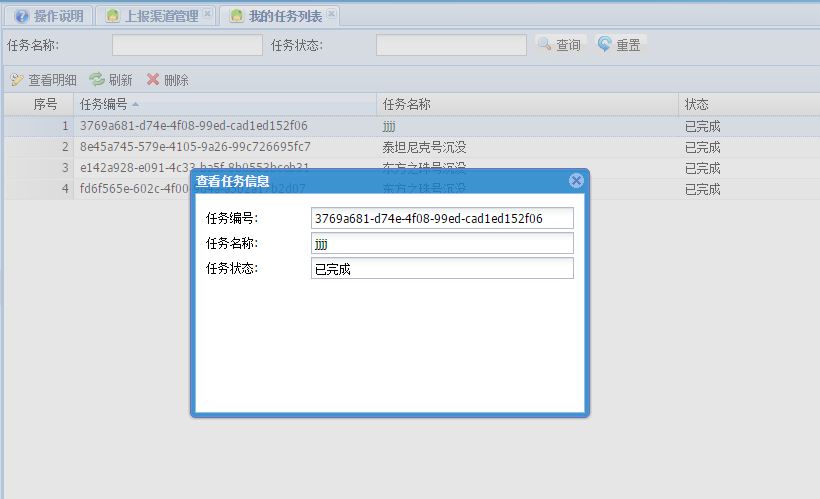 操作说明 上报渠道管理 我的任务列表
任务名称: 任务状态: 查询 重置
查看明细 刷新 删除
序号 任务编号 任务名称 状态
1 3769a681-d74e-4f08-99ed-cad1ed152f06 jjjj 已完成
2 8e45a745-579e-4105-9a26-99c726695fc7 泰坦尼克号沉没 已完成
3 e142a928-e091-4c33-ba5f-8b0553bceb31 东方之珠号沉没 已完成
4 fd6f565e-602c-4f00 东方之珠号沉没 已完成
查看任务信息
任务编号: 3769a681-d74e-4f08-99ed-cad1ed152f06
任务名称: jjjj
任务状态: 已完成